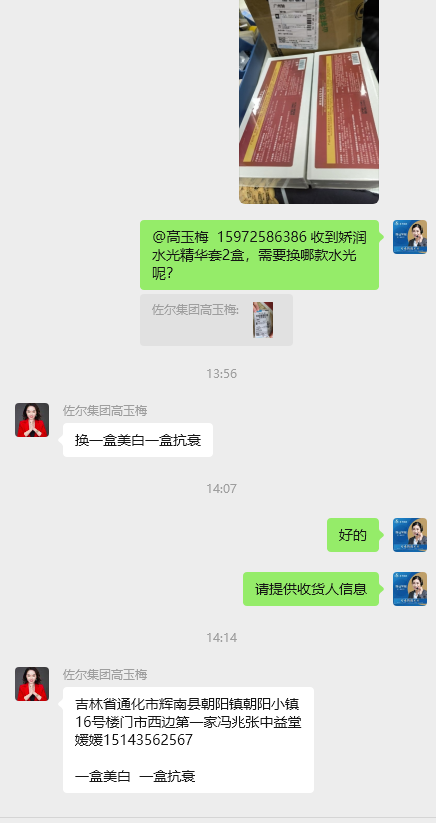 @高玉梅 15972586386 收到娇润
水光精华套2盒，需要换哪款水光
呢？
佐尔集团高玉梅:
13:56
佐尔集团高玉梅
换一盒美白一盒抗衰
14:07
好的
请提供收货人信息
14:14
佐尔集团高玉梅
吉林省通化市辉南县朝阳镇朝阳小镇
16号楼门市西边第一家冯兆张中益堂
媛媛15143562567
一盒美白 一盒抗衰